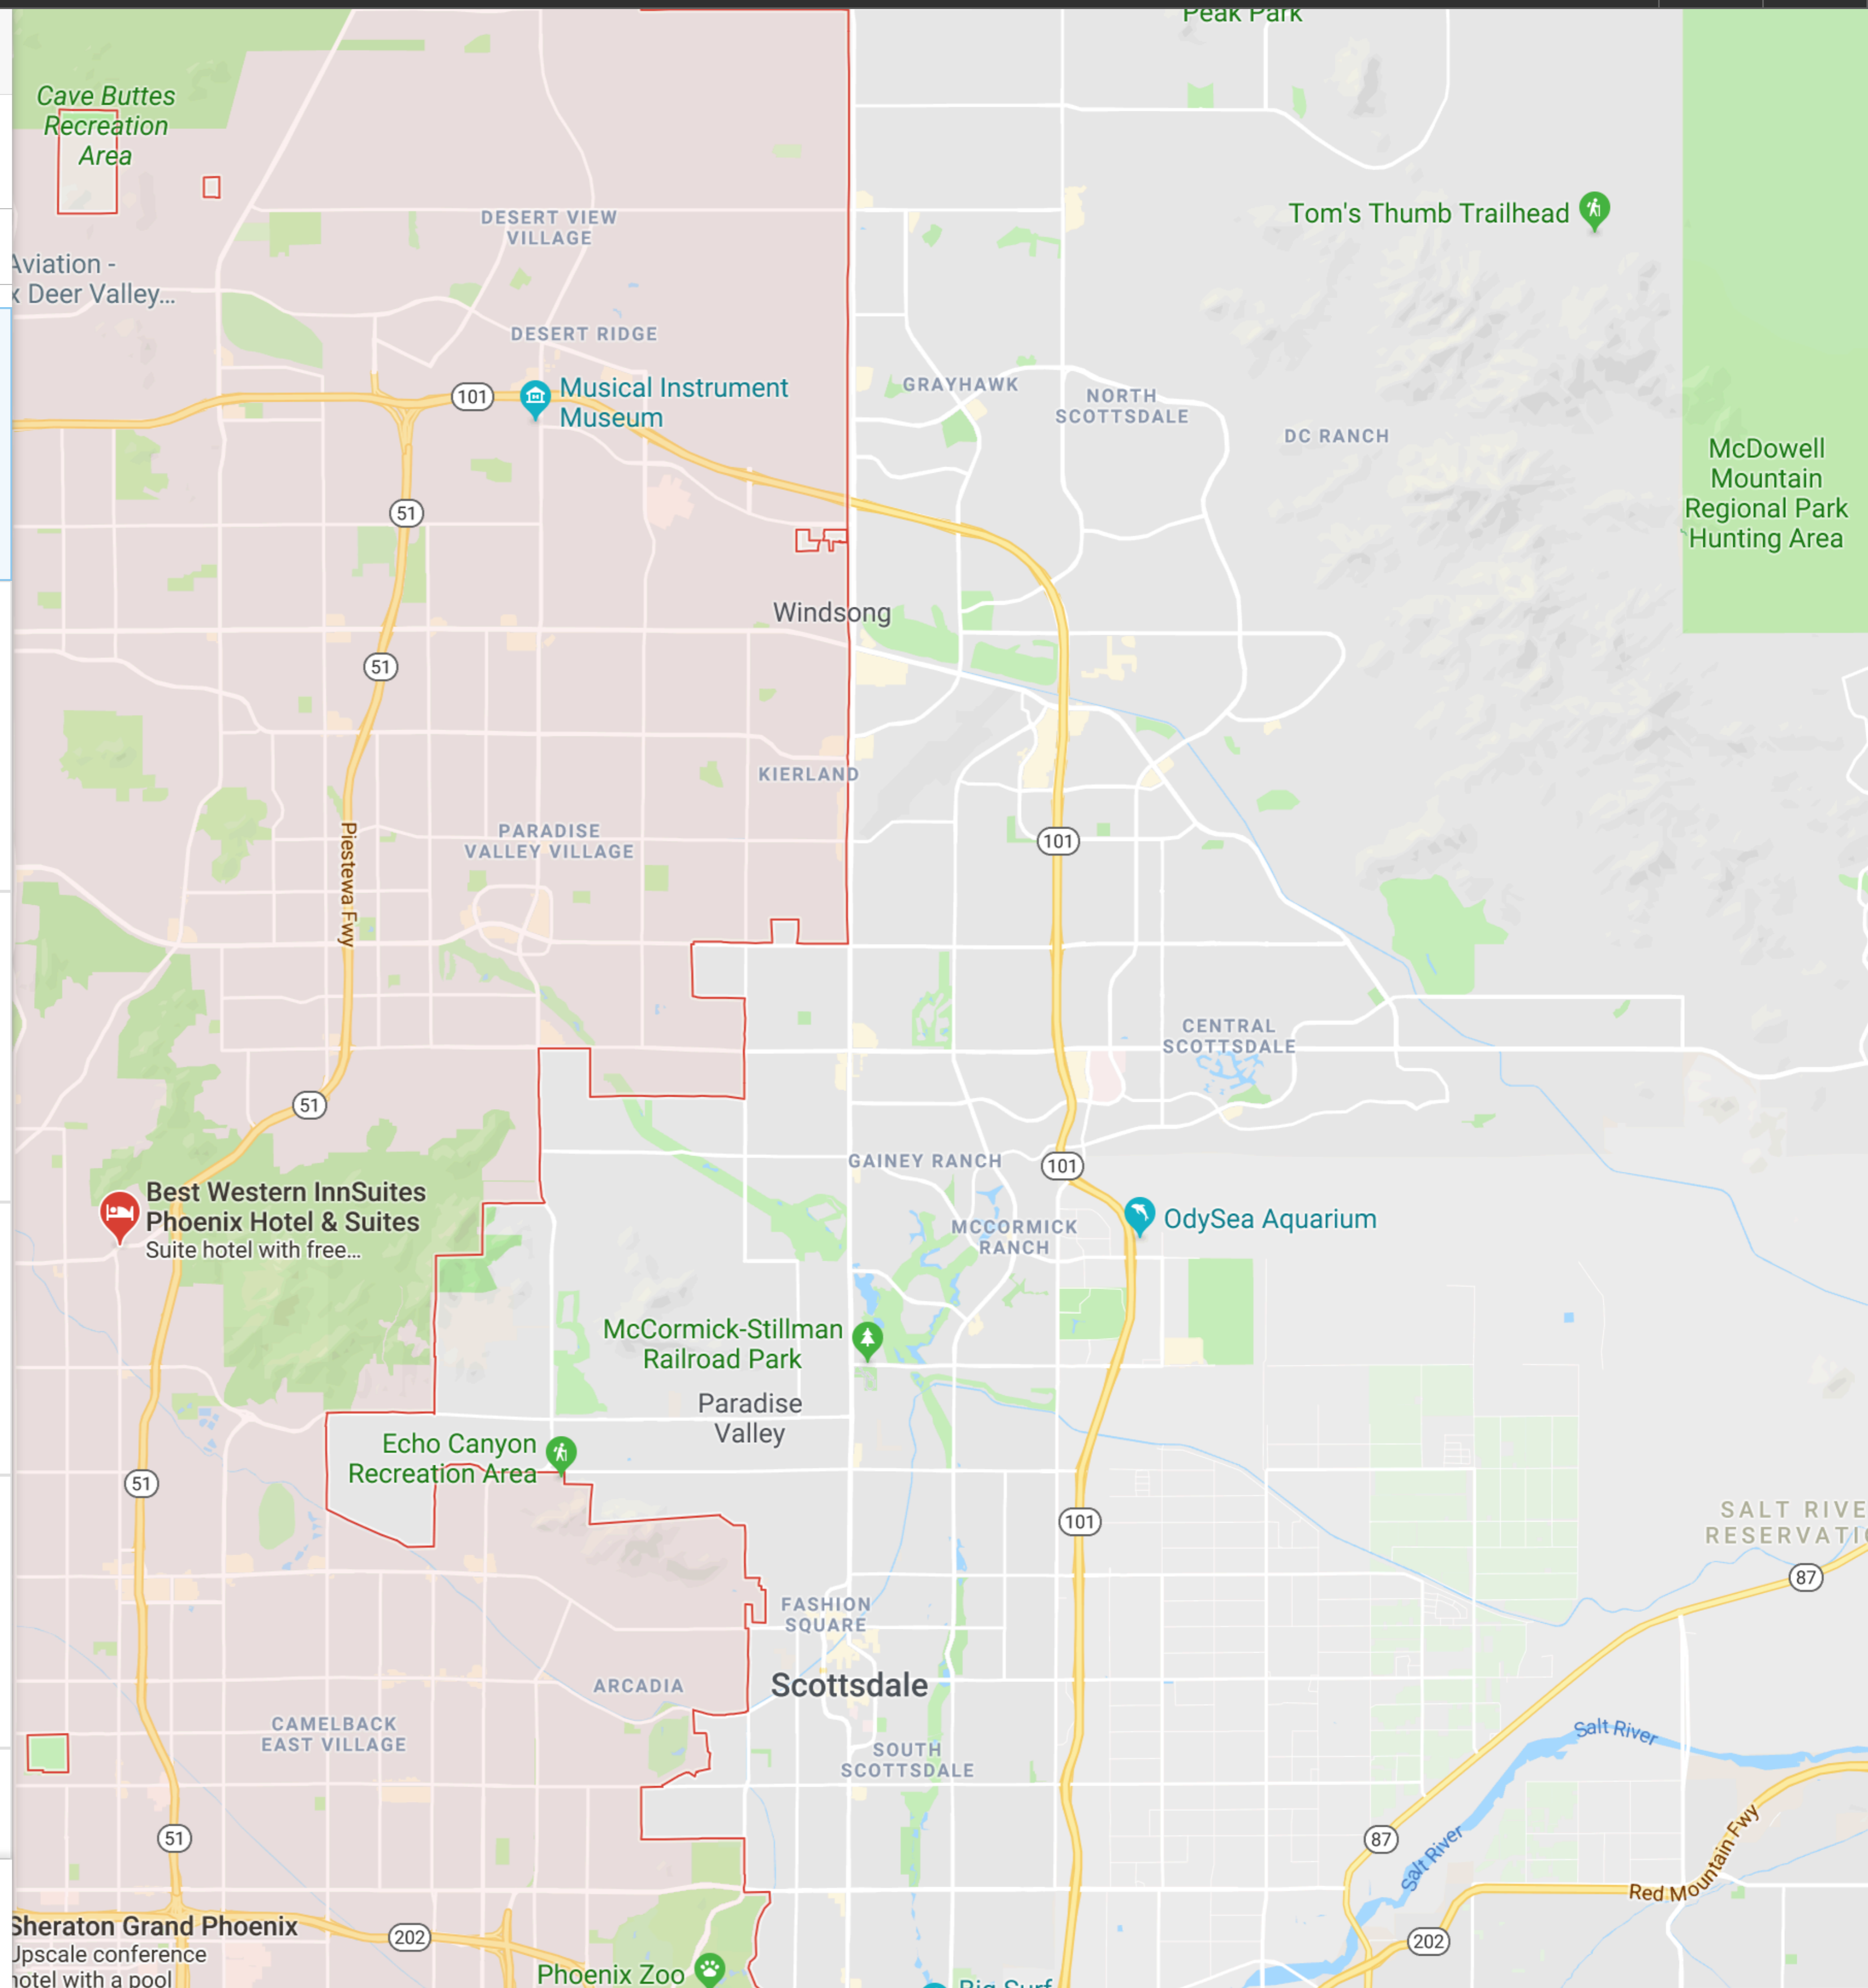 Peak Park
Cave Buttes
Recreation
Area
Tom's Thumb Trailhead
DESERT VIEW
VILLAGE
Aviation -
x Deer Valley...
DESERT RIDGE
GRAYHAWK
NORTH
SCOTTSDALE
DC RANCH
101
Musical Instrument
Museum
McDowell
Mountain
Regional Park
Hunting Area
51
Windsong
51
KIERLAND
PARADISE
VALLEY VILLAGE
Piestewa Fwy
101
CENTRAL
SCOTTSDALE
51
GAINEY RANCH
101
Best Western InnSuites
Phoenix Hotel & Suites
Suite hotel with free...
MCCORMICK
RANCH
OdySea Aquarium
McCormick-Stillman
Railroad Park
Paradise
Valley
Echo Canyon
Recreation Area
51
101
SALT RIVE
RESERVATI
87
FASHION
SQUARE
Scottsdale
ARCADIA
CAMELBACK
EAST VILLAGE
SOUTH
SCOTTSDALE
Salt River
51
87
Salt River
Red Mountain Fwy
Sheraton Grand Phoenix
Upscale conference
hotel with a pool
202
202
Phoenix Zoo
Big Surf